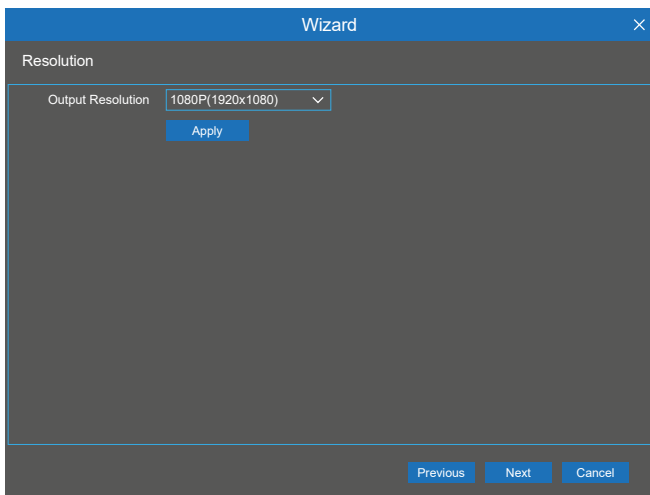 Wizard
Resolution
Output Resolution 1080P(1920x1080)
Apply
Previous Next Cancel